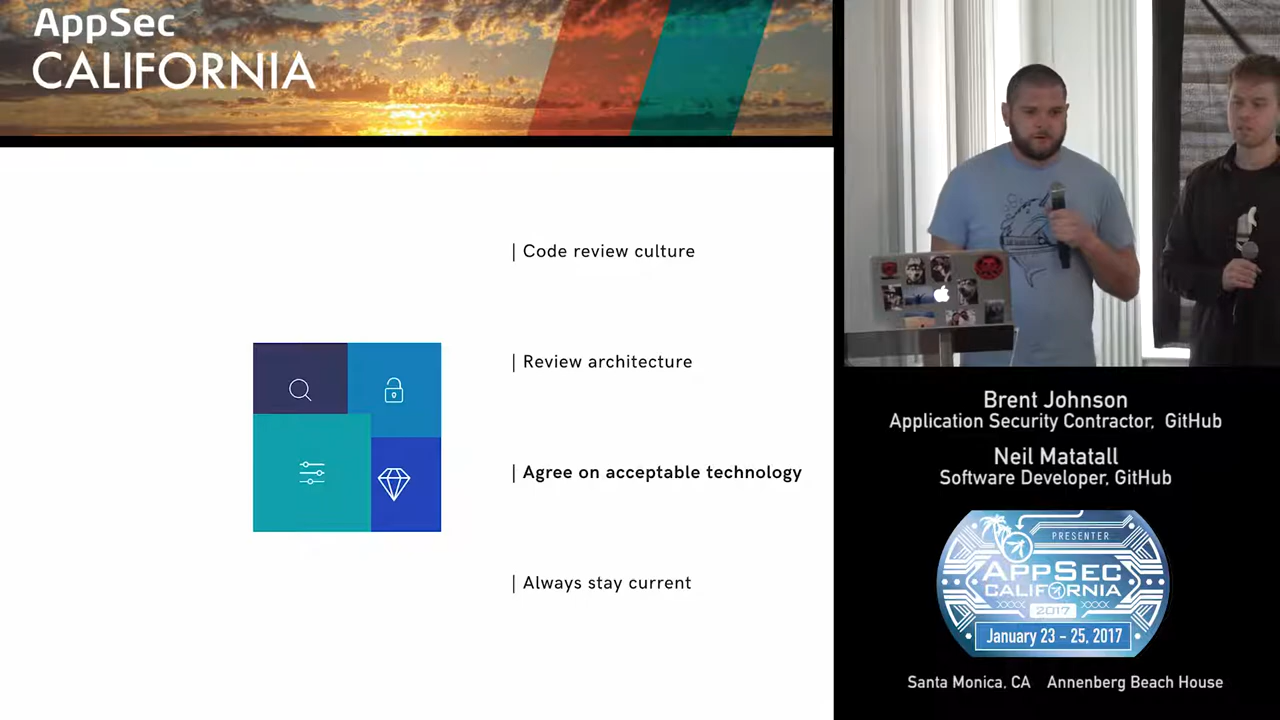 AppSec
CALIFORNIA
| Code review culture
| Review architecture
| Agree on acceptable technology
| Always stay current
Brent Johnson
Application Security Contractor, GitHub
Neil Matatall
Software Developer, GitHub
PRESENTER
APPSEC
CALIFORNIA
XXXX 2017 XXXX
January 23 - 25, 2017
Santa Monica, CA Annenberg Beach House